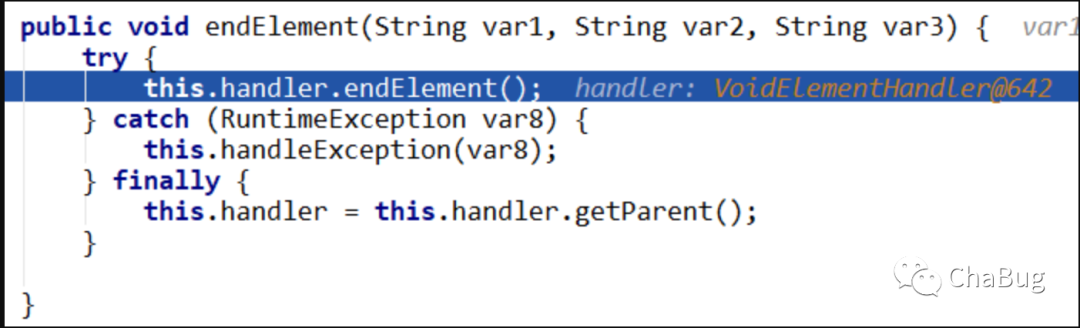 public void endElement(String var1, String var2, String var3) {  var1
try {
this.handler.endElement();  handler: VoidElementHandler@642
} catch (RuntimeException var8) {
this.handleException(var8);
} finally {
this.handler = this.handler.getParent();
}
}
ChaBug